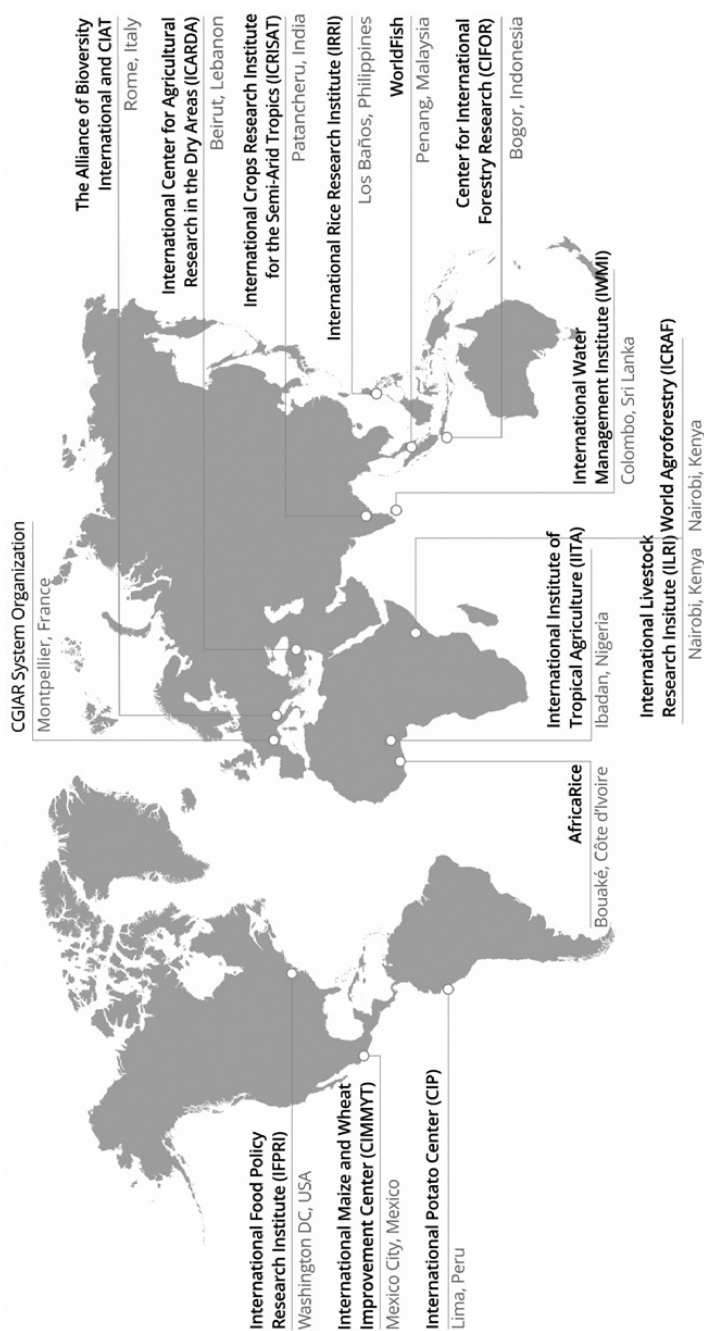 CGIAR System Organization
Montpellier, France
The Alliance of Bioversity
International and CIAT
Rome, Italy
International Center for Agricultural
Research in the Dry Areas (ICARDA)
Beirut, Lebanon
International Crops Research Institute
for the Semi-Arid Tropics (ICRISAT)
Patancheru, India
International Rice Research Institute (IRRI)
Los Baños, Philippines
WorldFish
Penang, Malaysia
Center for International
Forestry Research (CIFOR)
Bogor, Indonesia
International Food Policy
Research Institute (IFPRI)
Washington DC, USA
International Maize and Wheat
Improvement Center (CIMMYT)
Mexico City, Mexico
International Potato Center (CIP)
Lima, Peru
AfricaRice
Bouaké, Côte d'Ivoire
International Institute of
Tropical Agriculture (IITA)
Ibadan, Nigeria
International Livestock
Research Insitute (ILRI)
Nairobi, Kenya
World Agroforestry (ICRAF)
Nairobi, Kenya
International Water
Management Institute (IWMI)
Colombo, Sri Lanka